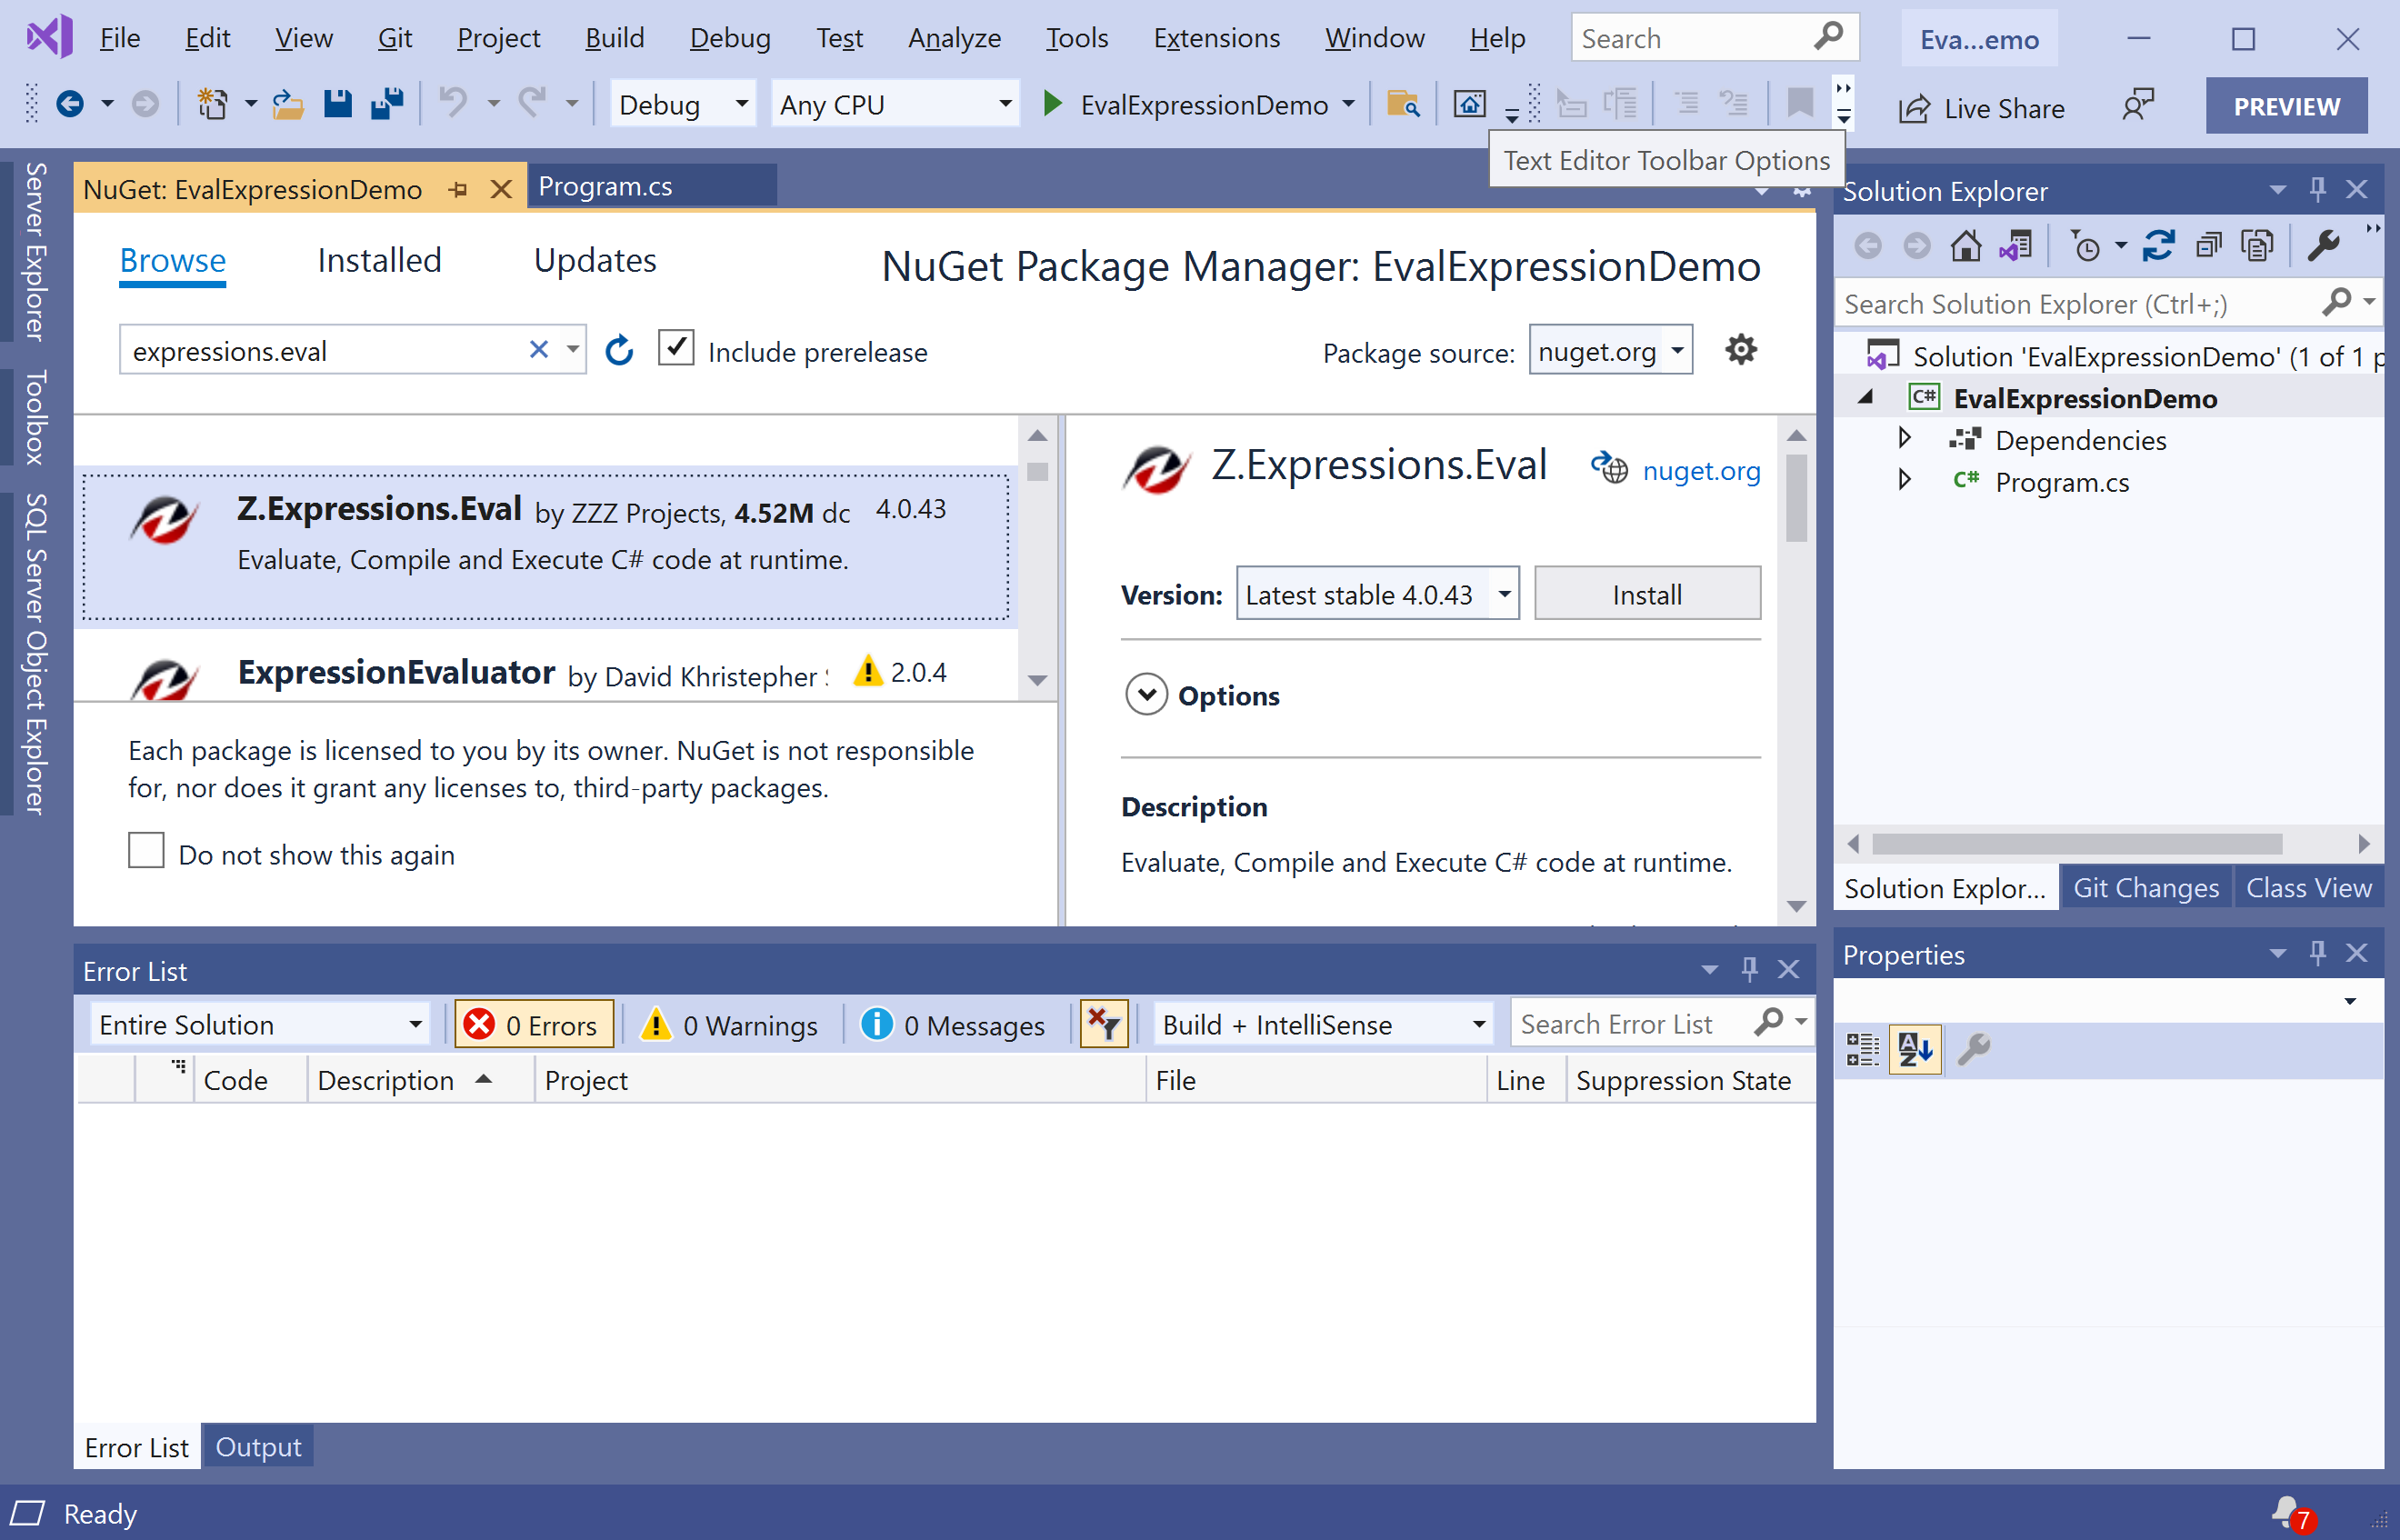 File Edit View Git Project Build Debug Test Analyze Tools Extensions Window Help Search Eva...emo
Debug Any CPU EvalExpressionDemo Live Share PREVIEW
Text Editor Toolbar Options
Server Explorer
Toolbox
SQL Server Object Explorer
NuGet: EvalExpressionDemo Program.cs
Browse Installed Updates NuGet Package Manager: EvalExpressionDemo
expressions.eval Include prerelease Package source: nuget.org
Z.Expressions.Eval by ZZZ Projects, 4.52M dc 4.0.43
Evaluate, Compile and Execute C# code at runtime.
ExpressionEvaluator by David Khristepher 2.0.4
Each package is licensed to you by its owner. NuGet is not responsible
for, nor does it grant any licenses to, third-party packages.
Do not show this again
Z.Expressions.Eval nuget.org
Version: Latest stable 4.0.43 Install
Options
Description
Evaluate, Compile and Execute C# code at runtime.
Solution Explorer
Search Solution Explorer (Ctrl+;)
Solution 'EvalExpressionDemo' (1 of 1 p
C# EvalExpressionDemo
Dependencies
C# Program.cs
Solution Explor... Git Changes Class View
Properties
Error List
Entire Solution 0 Errors 0 Warnings 0 Messages Build + IntelliSense Search Error List
Code Description Project File Line Suppression State
Error List Output
Ready 7